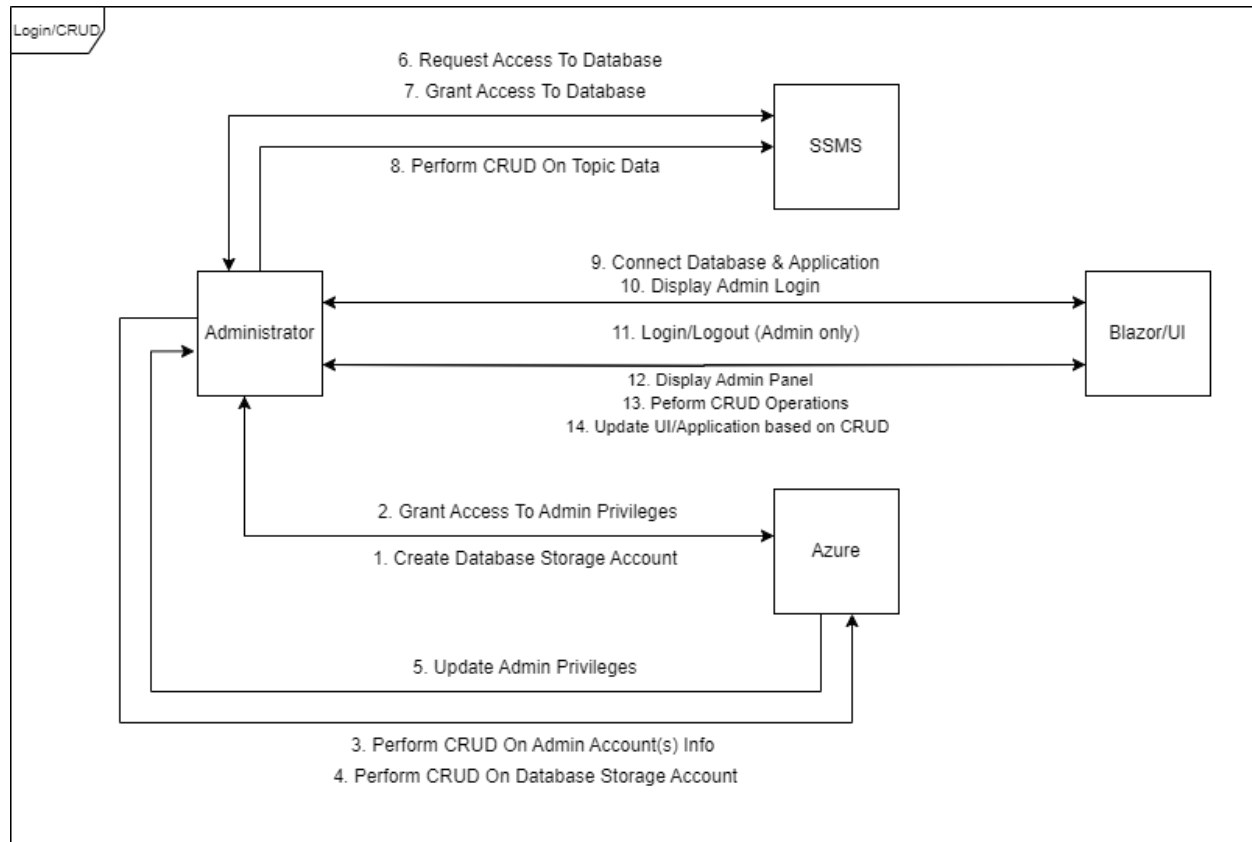 Login/CRUD
6. Request Access To Database
7. Grant Access To Database
SSMS
8. Perform CRUD On Topic Data
9. Connect Database & Application
10. Display Admin Login
Administrator
11. Login/Logout (Admin only)
Blazor/UI
12. Display Admin Panel
13. Peform CRUD Operations
14. Update UI/Application based on CRUD
2. Grant Access To Admin Privileges
Azure
1. Create Database Storage Account
5. Update Admin Privileges
3. Perform CRUD On Admin Account(s) Info
4. Perform CRUD On Database Storage Account